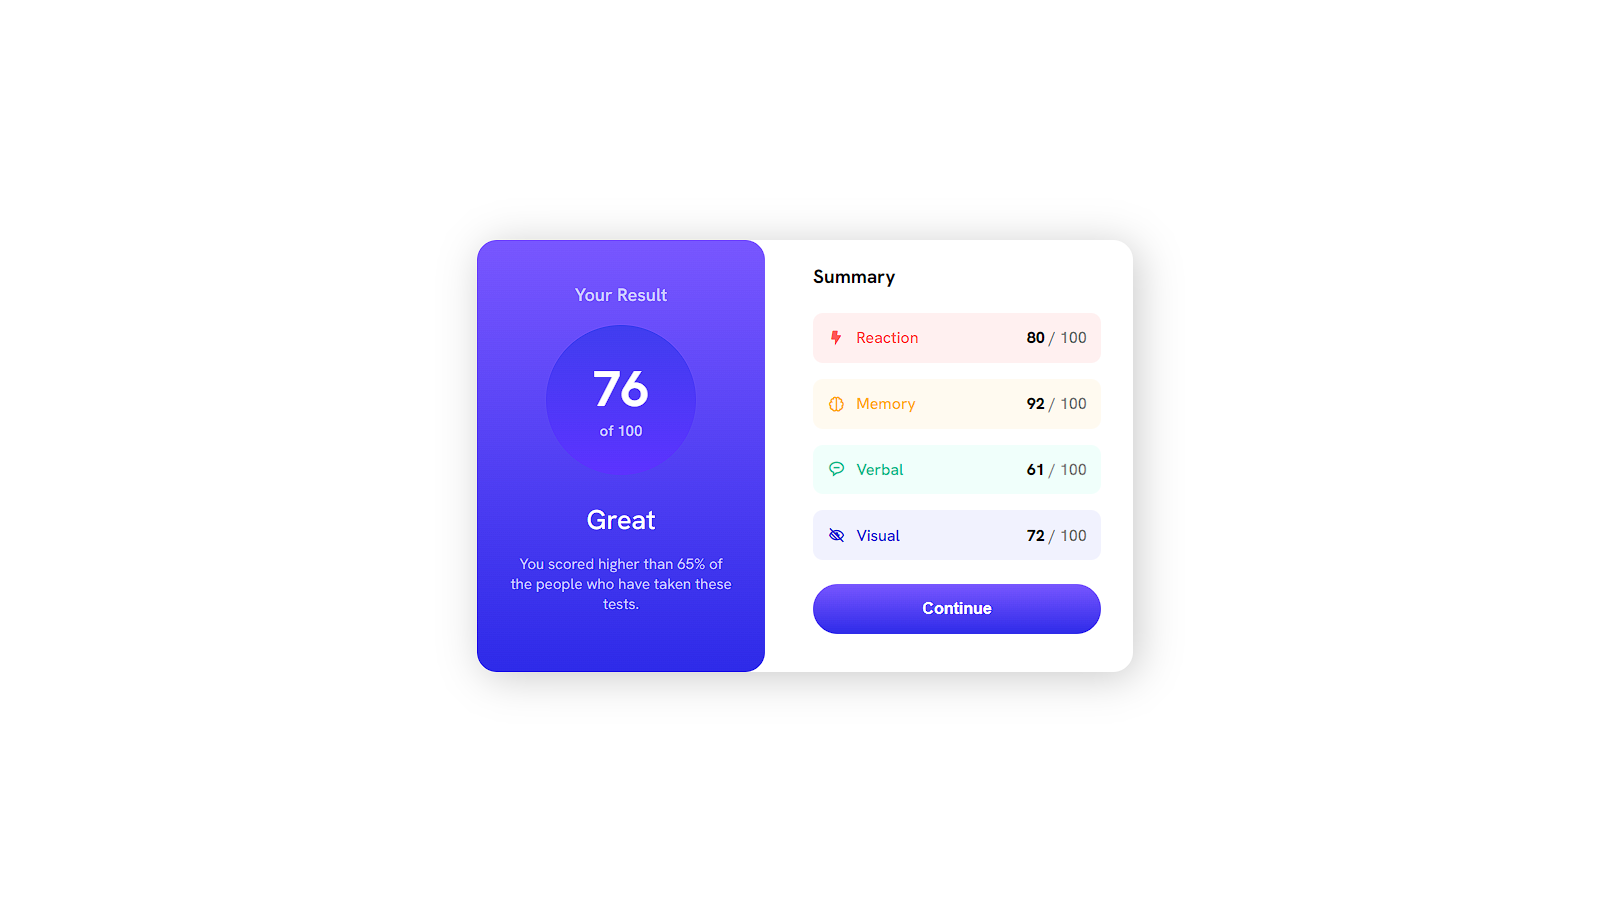 Your Result
76
of 100
Great
You scored higher than 65% of
the people who have taken these
tests.
Summary
Reaction 80 / 100
Memory 92 / 100
Verbal 61 / 100
Visual 72 / 100
Continue